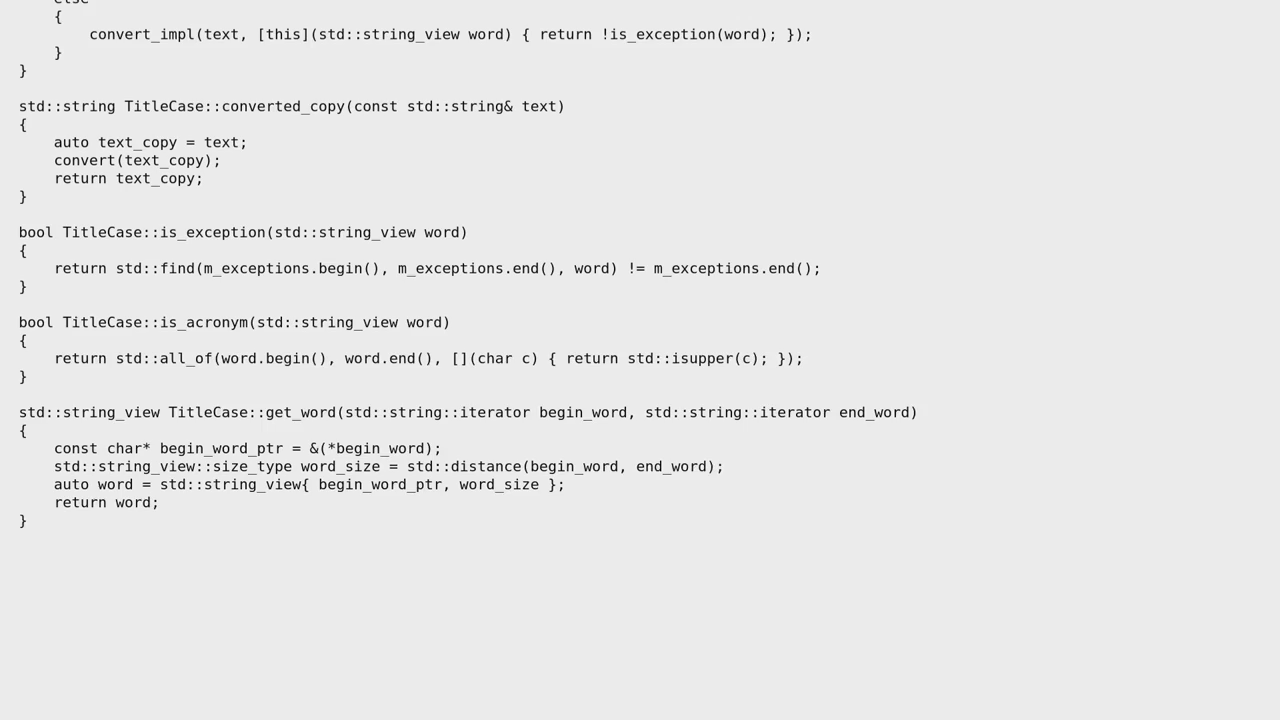 else
{
convert_impl(text, [this](std::string_view word) { return !is_exception(word); });
}
}
std::string TitleCase::converted_copy(const std::string& text)
{
auto text_copy = text;
convert(text_copy);
return text_copy;
}
bool TitleCase::is_exception(std::string_view word)
{
return std::find(m_exceptions.begin(), m_exceptions.end(), word) != m_exceptions.end();
}
bool TitleCase::is_acronym(std::string_view word)
{
return std::all_of(word.begin(), word.end(), [](char c) { return std::isupper(c); });
}
std::string_view TitleCase::get_word(std::string::iterator begin_word, std::string::iterator end_word)
{
const char* begin_word_ptr = &(*begin_word);
std::string_view::size_type word_size = std::distance(begin_word, end_word);
auto word = std::string_view{ begin_word_ptr, word_size };
return word;
}